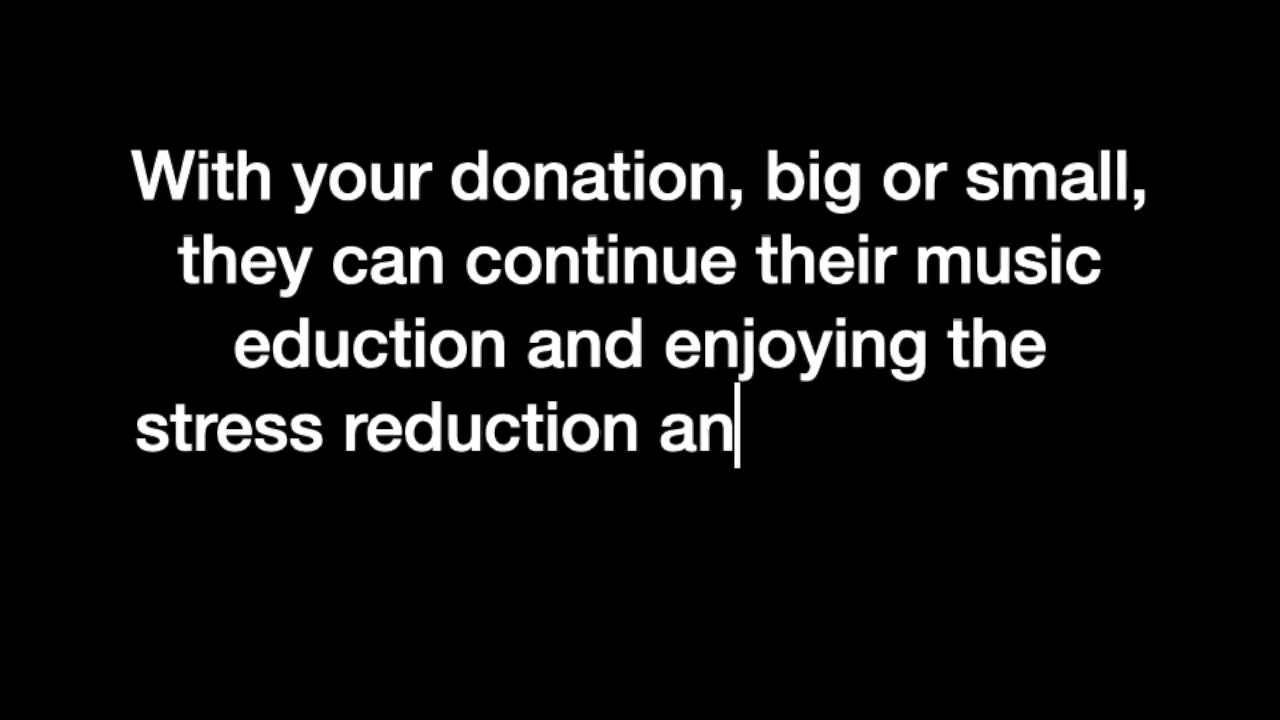 With your donation, big or small,
they can continue their music
eduction and enjoying the
stress reduction an